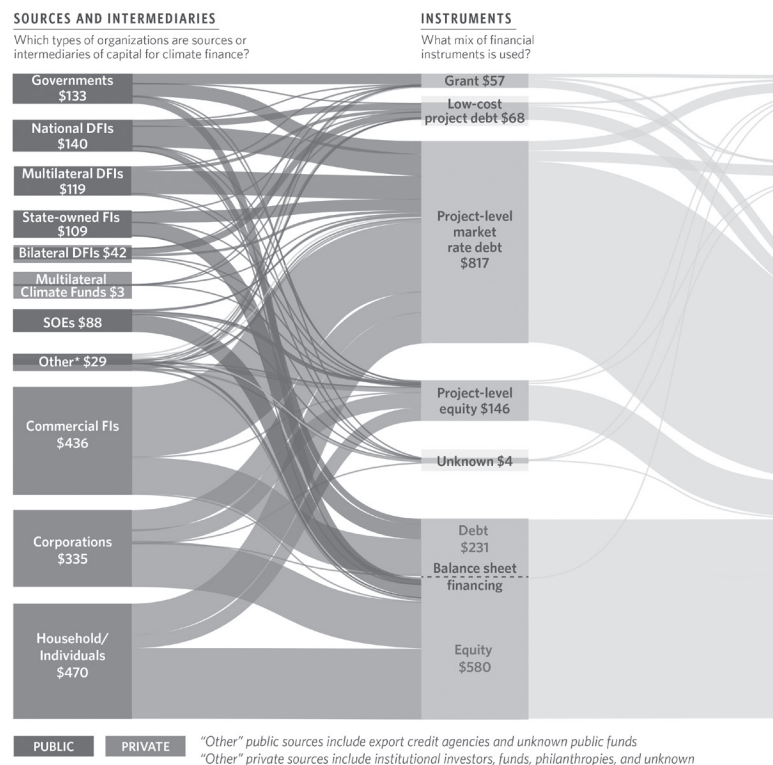 SOURCES AND INTERMEDIARIES
Which types of organizations are sources or
intermediaries of capital for climate finance?
Governments
$133
National DFIs
$140
Multilateral DFIs
$119
State-owned FIs
$109
Bilateral DFIs $42
Multilateral
Climate Funds $3
SOEs $88
Other* $29
Commercial FIs
$436
Corporations
$335
Household/
Individuals
$470
INSTRUMENTS
What mix of financial
instruments is used?
Grant $57
Low-cost
project debt $68
Project-level
market
rate debt
$817
Project-level
equity $146
Unknown $4
Debt
$231
Balance sheet
financing
Equity
$580
PUBLIC
PRIVATE
“Other” public sources include export credit agencies and unknown public funds
“Other” private sources include institutional investors, funds, philanthropies, and unknown